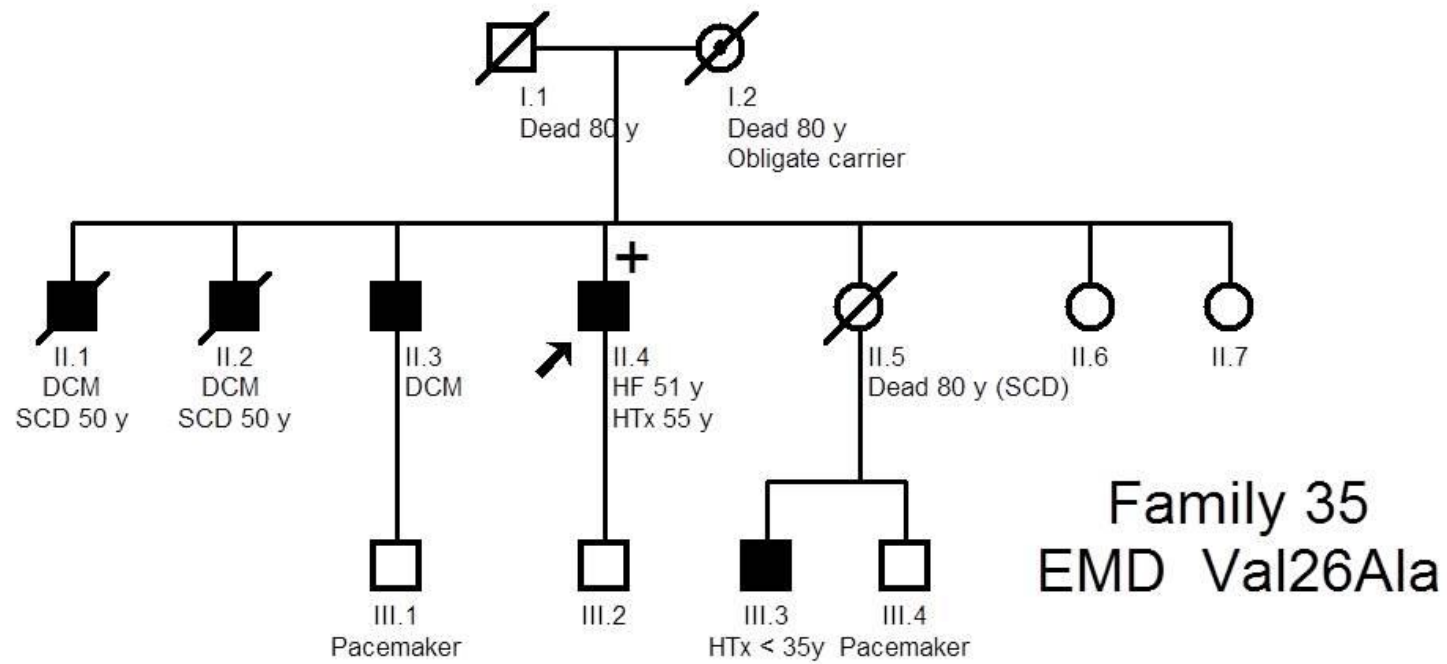 I.1
Dead 80 y
I.2
Dead 80 y
Obligate carrier
+
II.1
DCM
SCD 50 y
II.2
DCM
SCD 50 y
II.3
DCM
II.4
HF 51 y
HTx 55 y
II.5
Dead 80 y (SCD)
II.6
II.7
III.1
Pacemaker
III.2
III.3
HTx < 35y
III.4
Pacemaker
Family 35
EMD Val26Ala